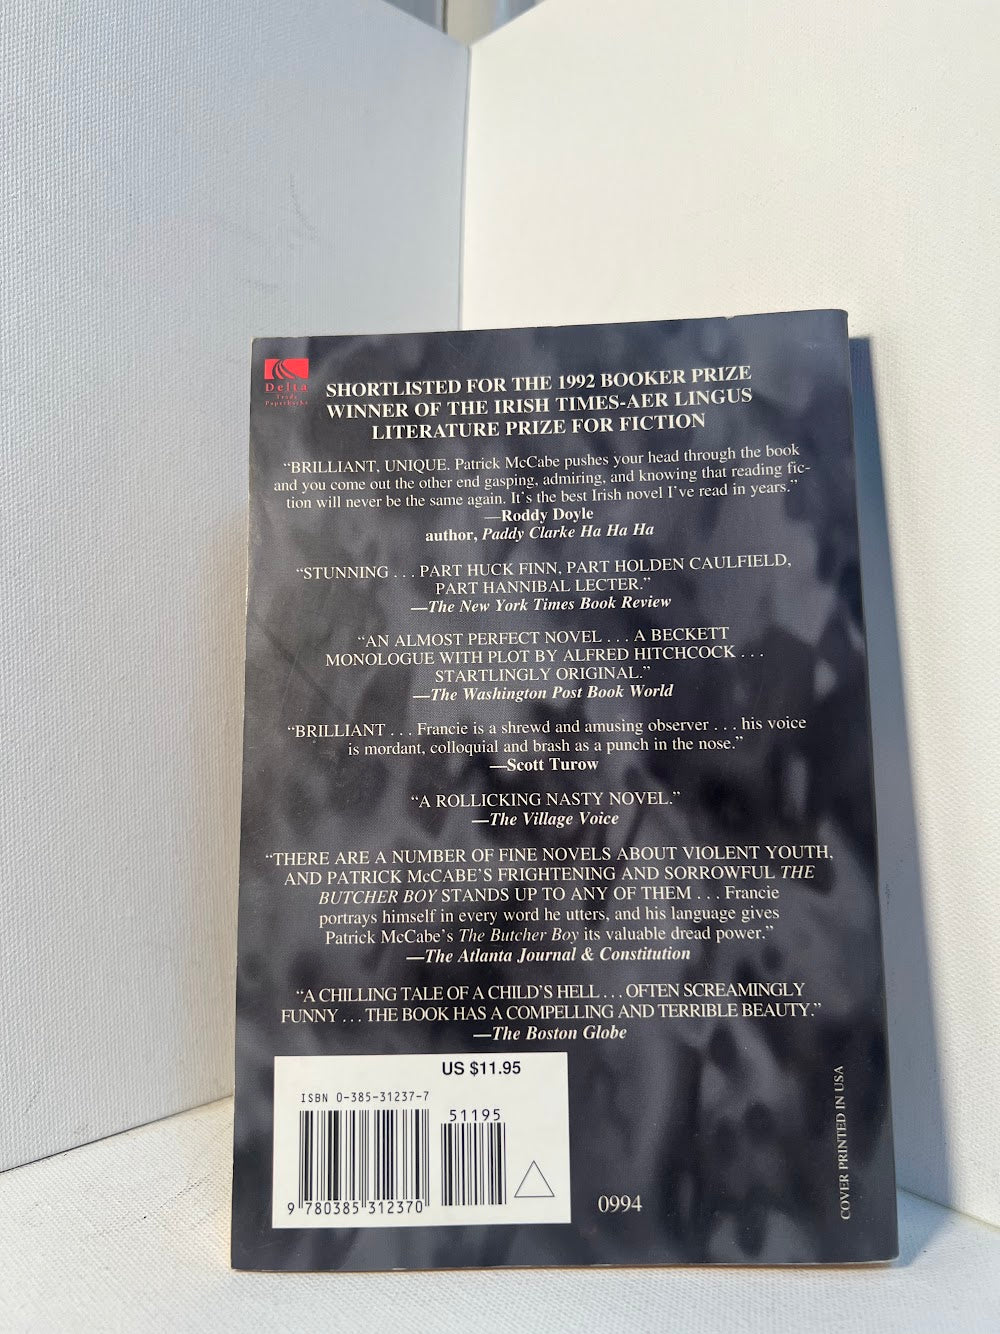 Delta
Trade
Paperbacks
SHORTLISTED FOR THE 1992 BOOKER PRIZE
WINNER OF THE IRISH TIMES-AER LINGUS
LITERATURE PRIZE FOR FICTION
“BRILLIANT, UNIQUE. Patrick McCabe pushes your head through the book
and you come out the other end gasping, admiring, and knowing that reading fic-
tion will never be the same again. It’s the best Irish novel I’ve read in years.”
—Roddy Doyle
author, Paddy Clarke Ha Ha Ha
“STUNNING . . . PART HUCK FINN, PART HOLDEN CAULFIELD,
PART HANNIBAL LECTER.”
—The New York Times Book Review
“AN ALMOST PERFECT NOVEL . . . A BECKETT
MONOLOGUE WITH PLOT BY ALFRED HITCHCOCK . . .
STARTLINGLY ORIGINAL.”
—The Washington Post Book World
“BRILLIANT . . . Francie is a shrewd and amusing observer . . . his voice
is mordant, colloquial and brash as a punch in the nose.”
—Scott Turow
“A ROLLICKING NASTY NOVEL.”
—The Village Voice
“THERE ARE A NUMBER OF FINE NOVELS ABOUT VIOLENT YOUTH,
AND PATRICK McCABE’S FRIGHTENING AND SORROWFUL THE
BUTCHER BOY STANDS UP TO ANY OF THEM . . . Francie
portrays himself in every word he utters, and his language gives
Patrick McCabe’s The Butcher Boy its valuable dread power.”
—The Atlanta Journal & Constitution
“A CHILLING TALE OF A CHILD’S HELL . . . OFTEN SCREAMINGLY
FUNNY . . . THE BOOK HAS A COMPELLING AND TERRIBLE BEAUTY.”
—The Boston Globe
US $11.95
ISBN 0-385-31237-7
51195
9 780385 312370
0994
COVER PRINTED IN USA